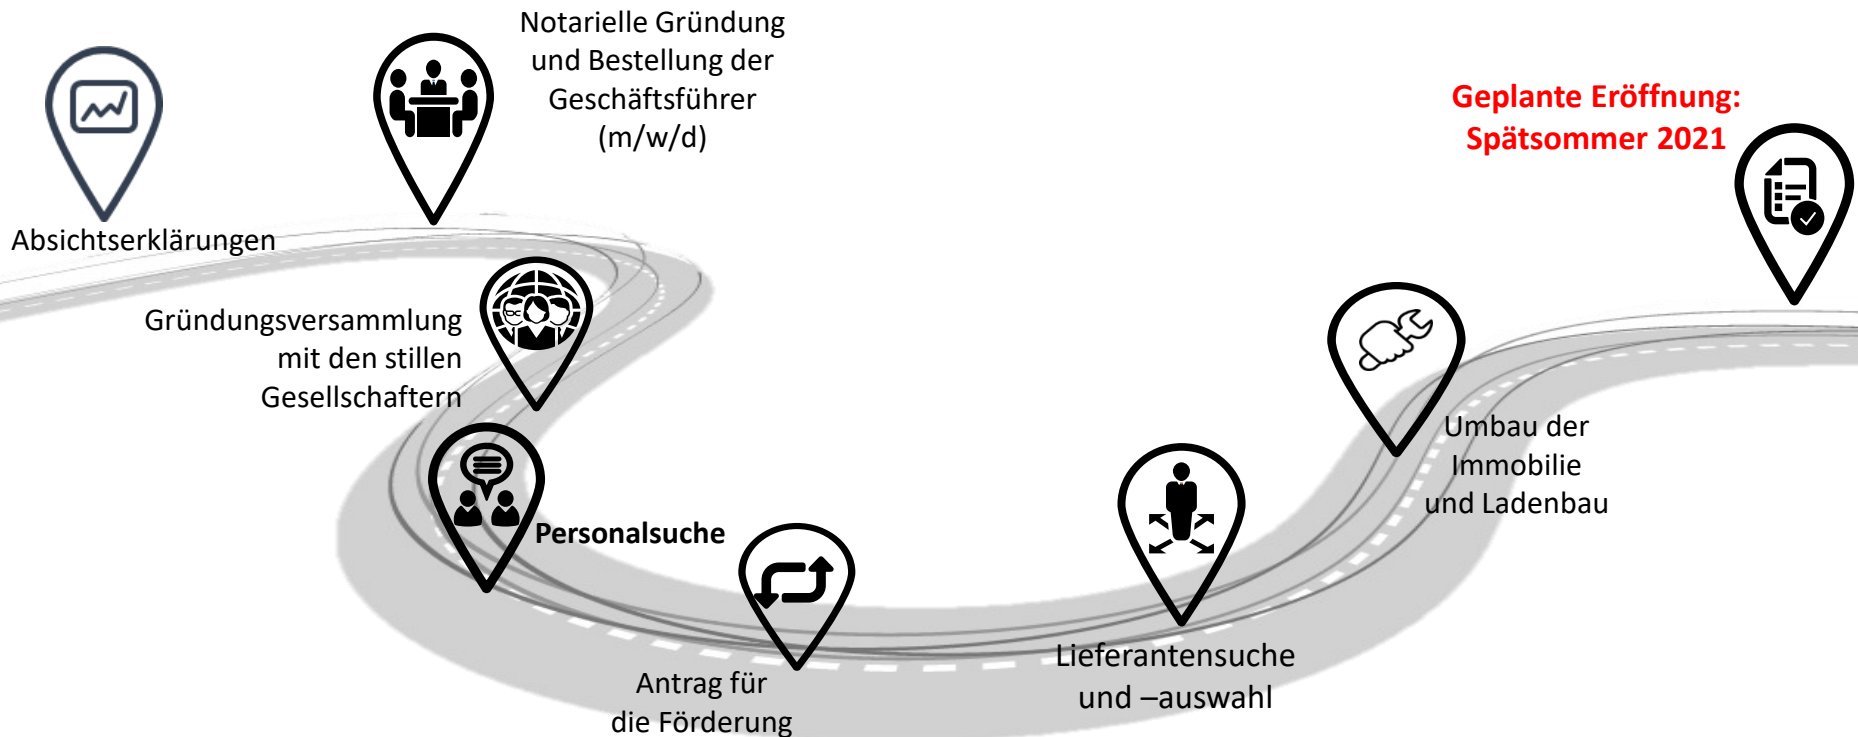 Absichtserklärungen
Notarielle Gründung
und Bestellung der
Geschäftsführer
(m/w/d)
Gründungsversammlung
mit den stillen
Gesellschaftern
Personalsuche
Antrag für
die Förderung
Lieferantensuche
und –auswahl
Umbau der
Immobilie
und Ladenbau
Geplante Eröffnung:
Spätsommer 2021